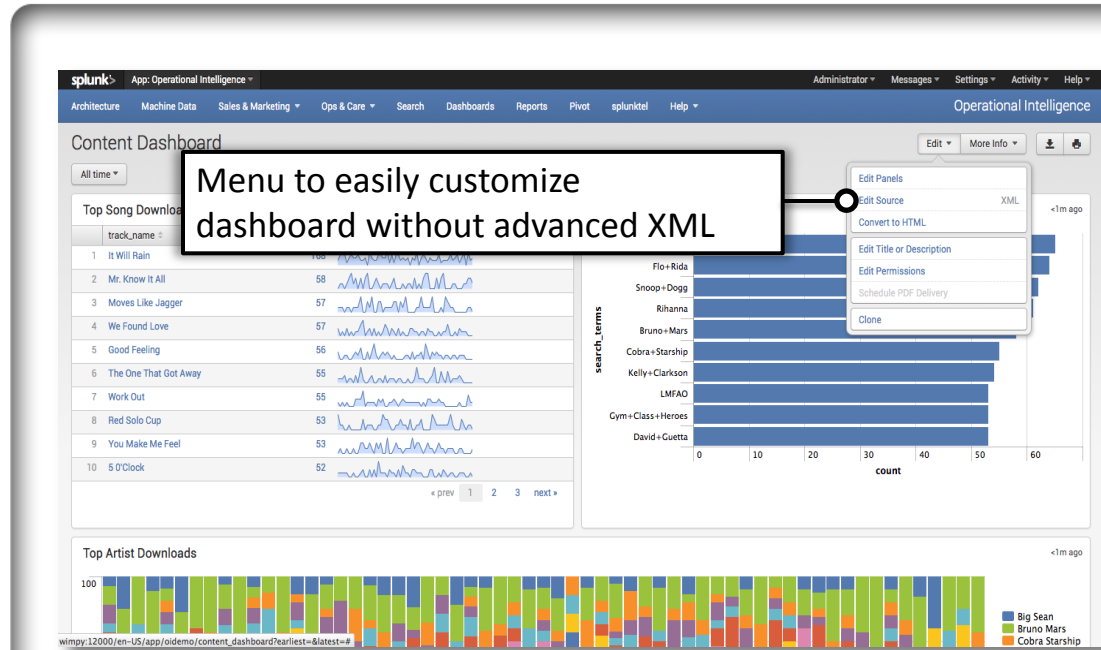 splunk> App: Operational Intelligence Administrator Messages Settings Activity Help
Architecture Machine Data Sales & Marketing Ops & Care Search Dashboards Reports Pivot splunktel Help Operational Intelligence
Content Dashboard
Edit More Info
All time
Menu to easily customize
dashboard without advanced XML
Edit Panels
Edit Source XML
Convert to HTML
Edit Title or Description
Edit Permissions
Schedule PDF Delivery
Clone
Top Song Downloa
<1m ago
track_name
1 It Will Rain 168
2 Mr. Know It All 58
3 Moves Like Jagger 57
4 We Found Love 57
5 Good Feeling 56
6 The One That Got Away 55
7 Work Out 55
8 Red Solo Cup 53
9 You Make Me Feel 53
10 5 O'Clock 52
« prev 1 2 3 next »
search_terms
Flo+Rida
Snoop+Dogg
Rihanna
Bruno+Mars
Cobra+Starship
Kelly+Clarkson
LMFAO
Gym+Class+Heroes
David+Guetta
0 10 20 30 40 50 60
count
Top Artist Downloads
<1m ago
100
Big Sean
Bruno Mars
Cobra Starship
wimpy:12000/en-US/app/oidemo/content_dashboard?earliest=&latest=#